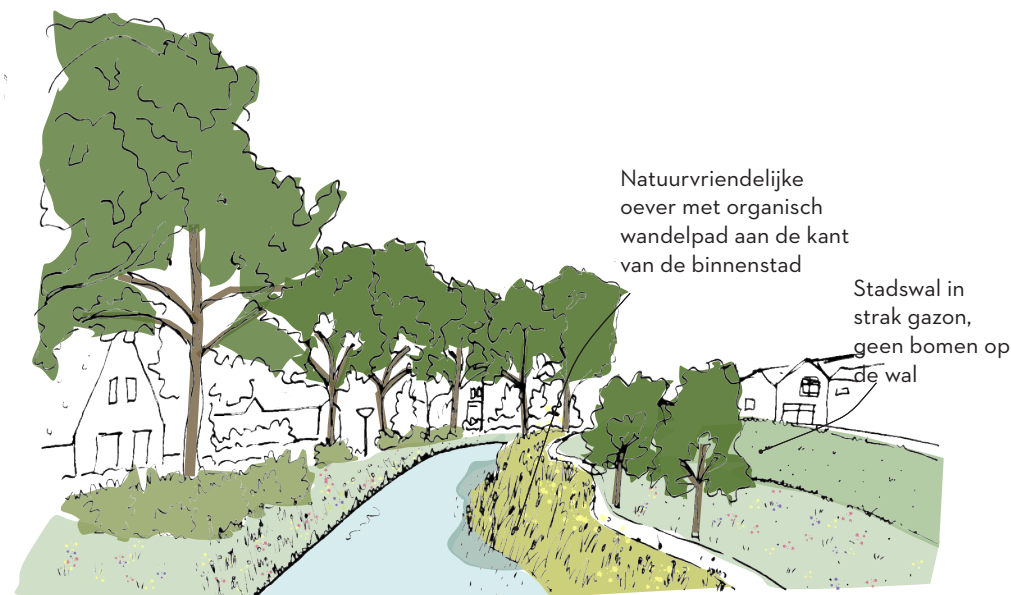 Natuurvriendelijke
oever met organisch
wandelpad aan de kant
van de binnenstad
Stadswal in
strak gazon,
geen bomen op
de wal